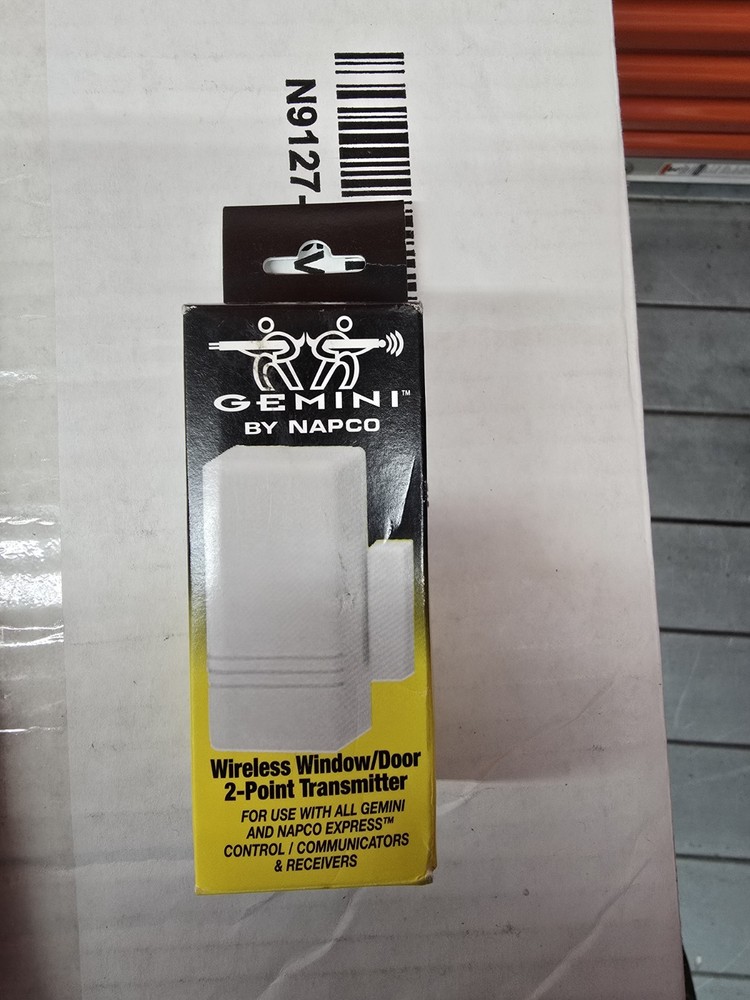 N9127-
GEMINI™
BY NAPCO
Wireless Window/Door
2-Point Transmitter
FOR USE WITH ALL GEMINI
AND NAPCO EXPRESS™
CONTROL / COMMUNICATORS
& RECEIVERS